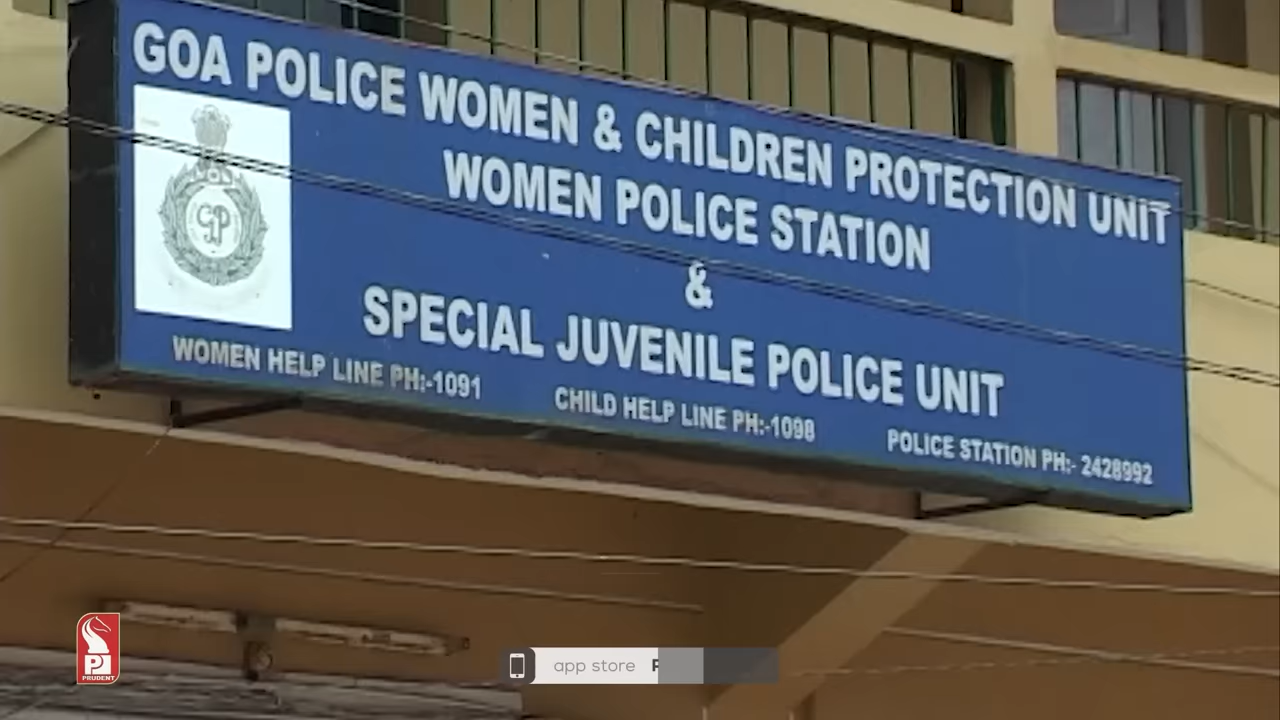 GOA POLICE WOMEN & CHILDREN PROTECTION UNIT
WOMEN POLICE STATION
&
SPECIAL JUVENILE POLICE UNIT
WOMEN HELP LINE PH:-1091 CHILD HELP LINE PH:-1098 POLICE STATION PH:- 2428992
GP
PRUDENT
app store